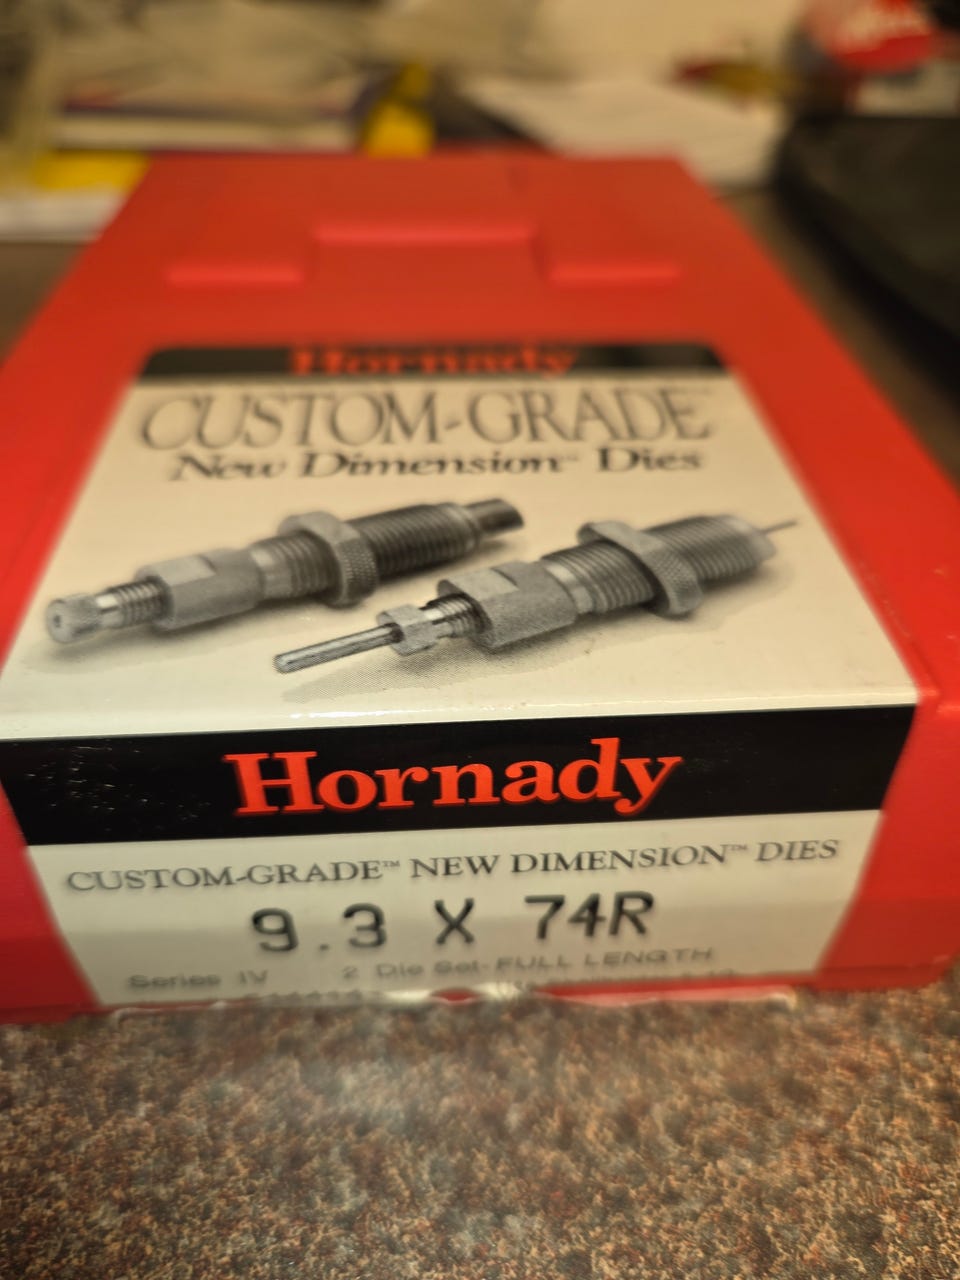 Hornady
CUSTOM-GRADE™
New Dimension™ Dies
Hornady
CUSTOM-GRADE™ NEW DIMENSION™ DIES
9.3 X 74R
Series IV 2 Die Set-FULL LENGTH